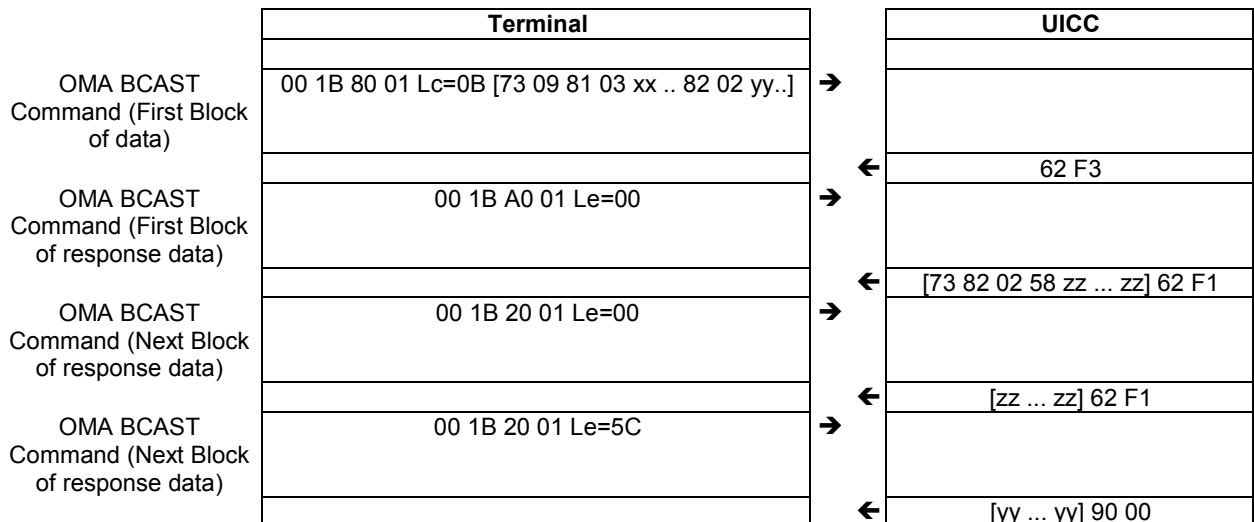 Terminal UICC
OMA BCAST
Command (First Block
of data)
00 1B 80 01 Lc=0B [73 09 81 03 xx .. 82 02 yy..] ➔
🡰 62 F3
OMA BCAST
Command (First Block
of response data)
00 1B A0 01 Le=00 ➔
🡰 [73 82 02 58 zz ... zz] 62 F1
OMA BCAST
Command (Next Block
of response data)
00 1B 20 01 Le=00 ➔
🡰 [zz ... zz] 62 F1
OMA BCAST
Command (Next Block
of response data)
00 1B 20 01 Le=5C ➔
🡰 [yy ... yy] 90 00